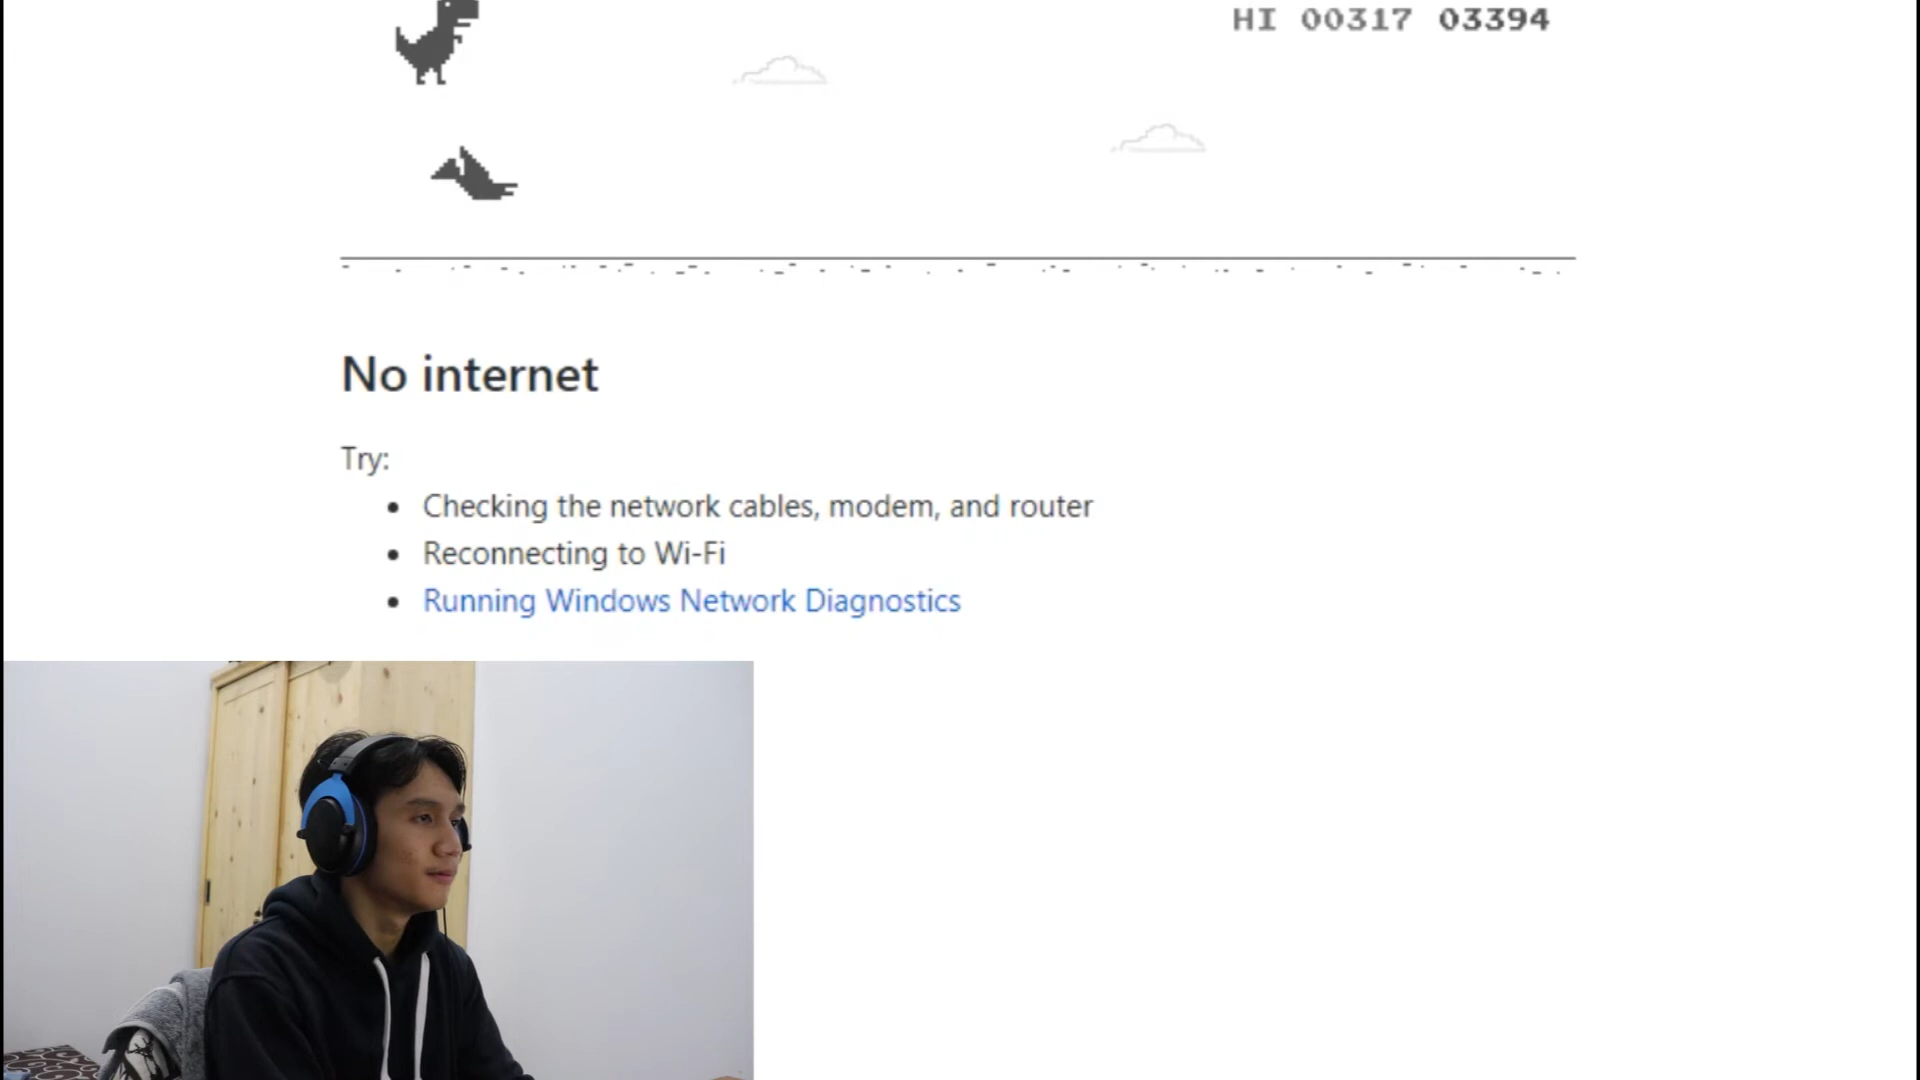 HI 00317 03394
No internet
Try:
Checking the network cables, modem, and router
Reconnecting to Wi-Fi
Running Windows Network Diagnostics